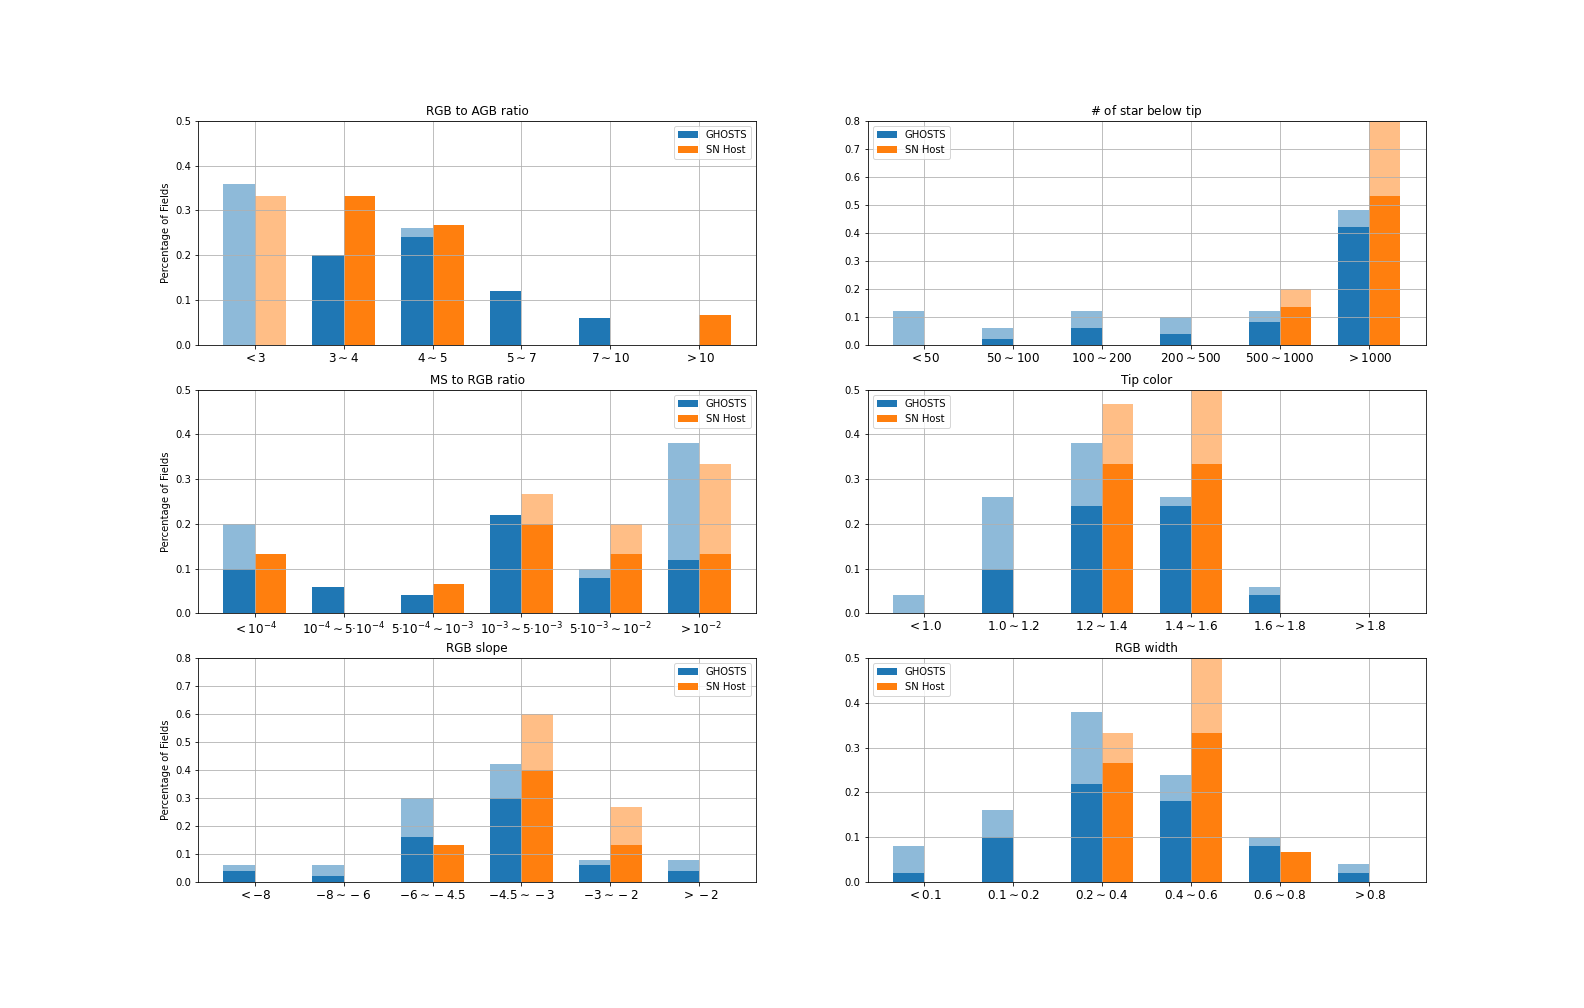 RGB to AGB ratio
Percentage of Fields
0.5
0.4
0.3
0.2
0.1
0.0
GHOSTS
SN Host
< 3
3 ∼ 4
4 ∼ 5
5 ∼ 7
7 ∼ 10
> 10
# of star below tip
0.8
0.7
0.6
0.5
0.4
0.3
0.2
0.1
0.0
GHOSTS
SN Host
< 50
50 ∼ 100
100 ∼ 200
200 ∼ 500
500 ∼ 1000
> 1000
MS to RGB ratio
Percentage of Fields
0.5
0.4
0.3
0.2
0.1
0.0
GHOSTS
SN Host
< 10⁻⁴
10⁻⁴ ∼ 5·10⁻⁴
5·10⁻⁴ ∼ 10⁻³
10⁻³ ∼ 5·10⁻³
5·10⁻³ ∼ 10⁻²
> 10⁻²
Tip color
0.5
0.4
0.3
0.2
0.1
0.0
GHOSTS
SN Host
< 1.0
1.0 ∼ 1.2
1.2 ∼ 1.4
1.4 ∼ 1.6
1.6 ∼ 1.8
> 1.8
RGB slope
Percentage of Fields
0.8
0.7
0.6
0.5
0.4
0.3
0.2
0.1
0.0
GHOSTS
SN Host
< −8
−8 ∼ −6
−6 ∼ −4.5
−4.5 ∼ −3
−3 ∼ −2
> −2
RGB width
0.5
0.4
0.3
0.2
0.1
0.0
GHOSTS
SN Host
< 0.1
0.1 ∼ 0.2
0.2 ∼ 0.4
0.4 ∼ 0.6
0.6 ∼ 0.8
> 0.8